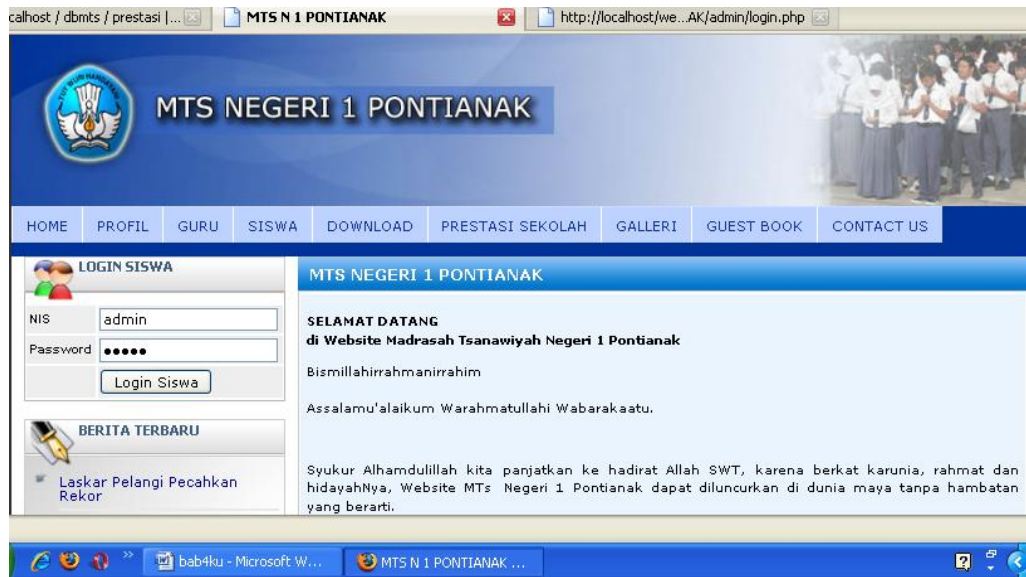 calhost / dbmts / prestasi |... MTS N 1 PONTIANAK http://localhost/we...AK/admin/login.php
MTS NEGERI 1 PONTIANAK
HOME PROFIL GURU SISWA DOWNLOAD PRESTASI SEKOLAH GALLERI GUEST BOOK CONTACT US
LOGIN SISWA
NIS admin
Password •••••
Login Siswa
BERITA TERBARU
Laskar Pelangi Pecahkan
Rekor
MTS NEGERI 1 PONTIANAK
SELAMAT DATANG
di Website Madrasah Tsanawiyah Negeri 1 Pontianak
Bismillahirrahmanirrahim
Assalamu'alaikum Warahmatullahi Wabarakaatu.
Syukur Alhamdulillah kita panjatkan ke hadirat Allah SWT, karena berkat karunia, rahmat dan
hidayahNya, Website MTs Negeri 1 Pontianak dapat diluncurkan di dunia maya tanpa hambatan
yang berarti.
bab4ku - Microsoft W... MTS N 1 PONTIANAK ...